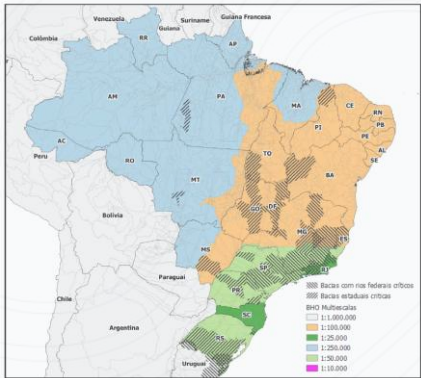 Venezuela
Suriname
Guiana Francesa
Guiana
Colômbia
RR
AP
AM
PA
MA
CE
RN
PB
PE
AL
SE
PI
TO
BA
AC
RO
MT
Peru
GO
DF
Bolívia
MG
ES
MS
SP
RJ
Paraguai
PR
Chile
SC
Argentina
RS
Uruguai
Bacias com rios federais críticos
Bacias estaduais críticas
BHO Multiescalas
1:1.000.000
1:100.000
1:25.000
1:250.000
1:50.000
1:10.000